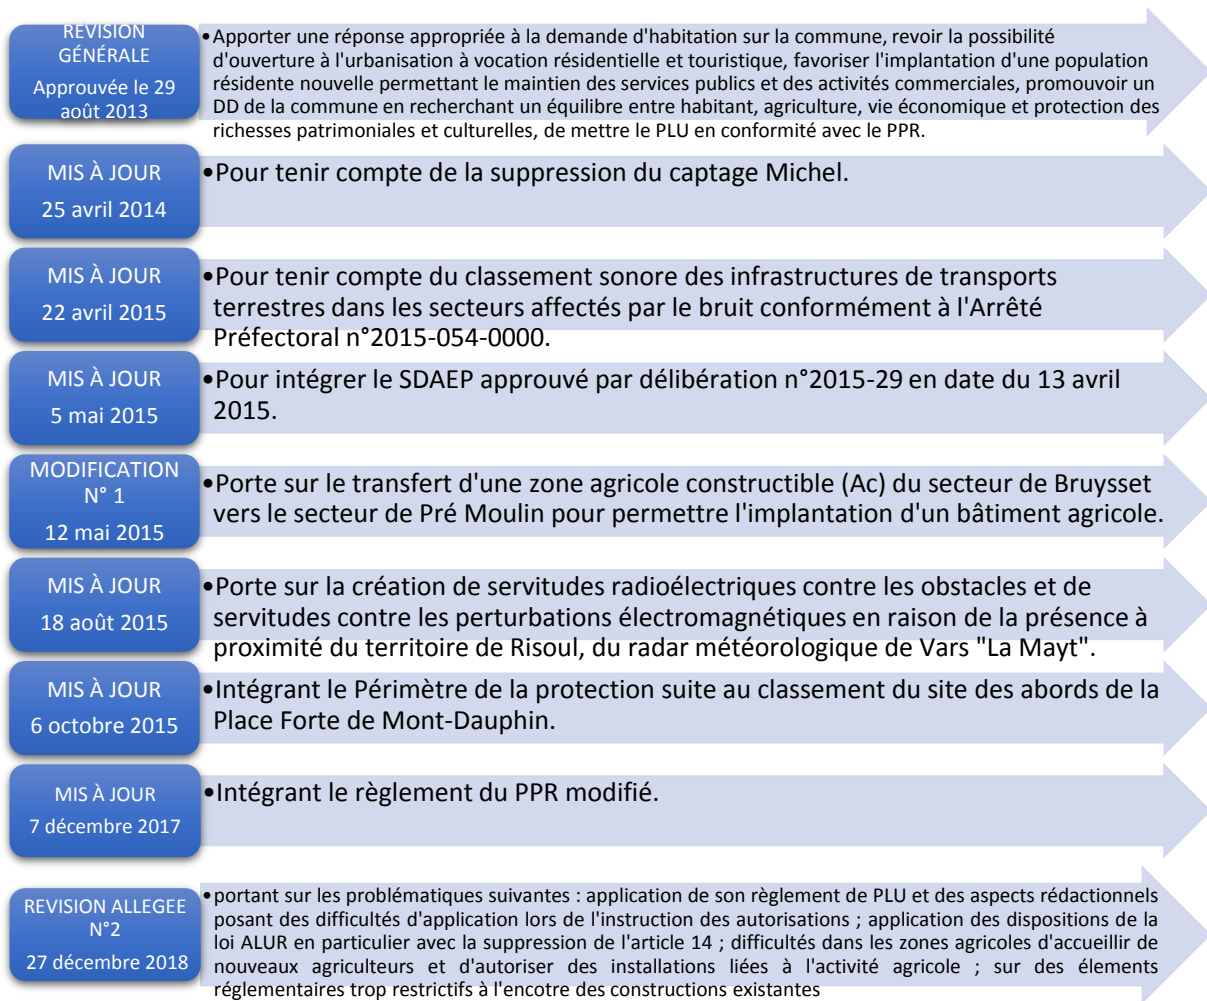 REVISION
GÉNÉRALE
Approuvée le 29
août 2013
•Apporter une réponse appropriée à la demande d'habitation sur la commune, revoir la possibilité
d'ouverture à l'urbanisation à vocation résidentielle et touristique, favoriser l'implantation d'une population
résidente nouvelle permettant le maintien des services publics et des activités commerciales, promouvoir un
DD de la commune en recherchant un équilibre entre habitant, agriculture, vie économique et protection des
richesses patrimoniales et culturelles, de mettre le PLU en conformité avec le PPR.
MIS À JOUR
25 avril 2014
•Pour tenir compte de la suppression du captage Michel.
MIS À JOUR
22 avril 2015
•Pour tenir compte du classement sonore des infrastructures de transports
terrestres dans les secteurs affectés par le bruit conformément à l'Arrêté
Préfectoral n°2015-054-0000.
MIS À JOUR
5 mai 2015
•Pour intégrer le SDAEP approuvé par délibération n°2015-29 en date du 13 avril
2015.
MODIFICATION
N° 1
12 mai 2015
•Porte sur le transfert d'une zone agricole constructible (Ac) du secteur de Bruysset
vers le secteur de Pré Moulin pour permettre l'implantation d'un bâtiment agricole.
MIS À JOUR
18 août 2015
•Porte sur la création de servitudes radioélectriques contre les obstacles et de
servitudes contre les perturbations électromagnétiques en raison de la présence à
proximité du territoire de Risoul, du radar météorologique de Vars "La Mayt".
MIS À JOUR
6 octobre 2015
•Intégrant le Périmètre de la protection suite au classement du site des abords de la
Place Forte de Mont-Dauphin.
MIS À JOUR
7 décembre 2017
•Intégrant le règlement du PPR modifié.
REVISION ALLEGEE
N°2
27 décembre 2018
•portant sur les problématiques suivantes : application de son règlement de PLU et des aspects rédactionnels
posant des difficultés d'application lors de l'instruction des autorisations ; application des dispositions de la
loi ALUR en particulier avec la suppression de l'article 14 ; difficultés dans les zones agricoles d'accueillir de
nouveaux agriculteurs et d'autoriser des installations liées à l'activité agricole ; sur des élements
réglementaires trop restrictifs à l'encotre des constructions existantes